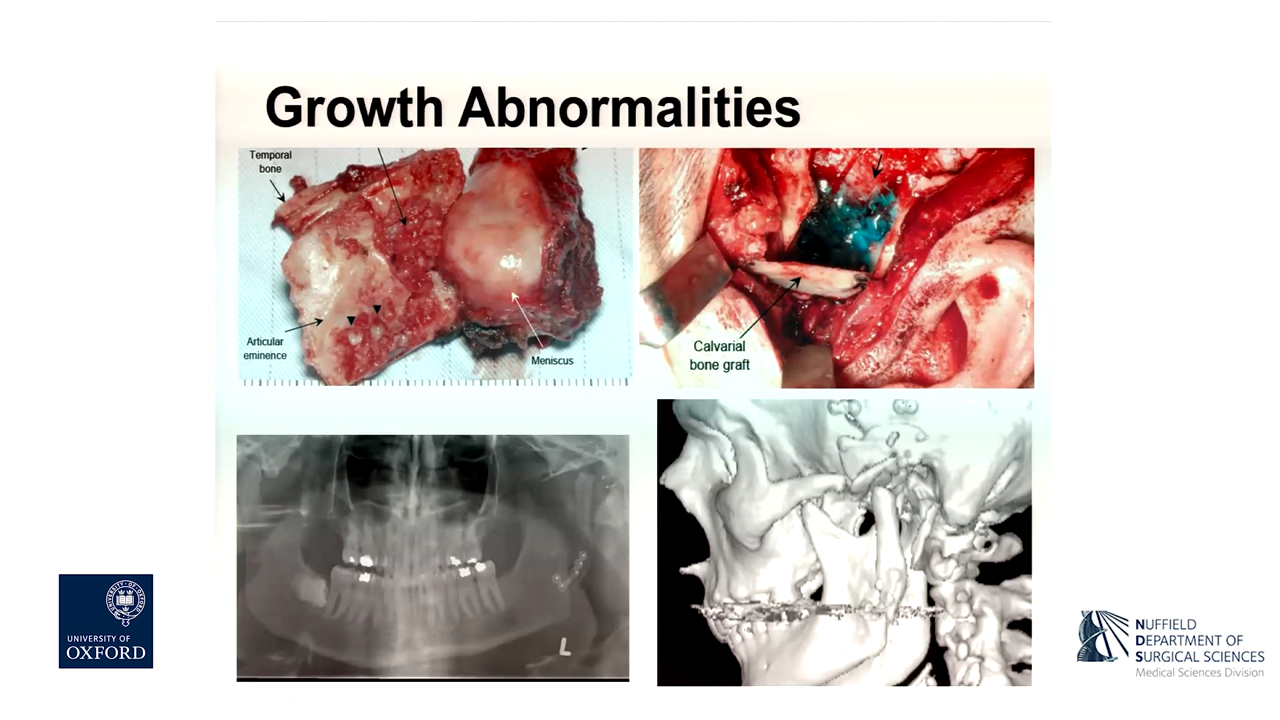 Growth Abnormalities
Temporal
bone
Articular
eminence
Meniscus
Calvarial
bone graft
L
UNIVERSITY OF
OXFORD
NUFFIELD
DEPARTMENT OF
SURGICAL SCIENCES
Medical Sciences Division